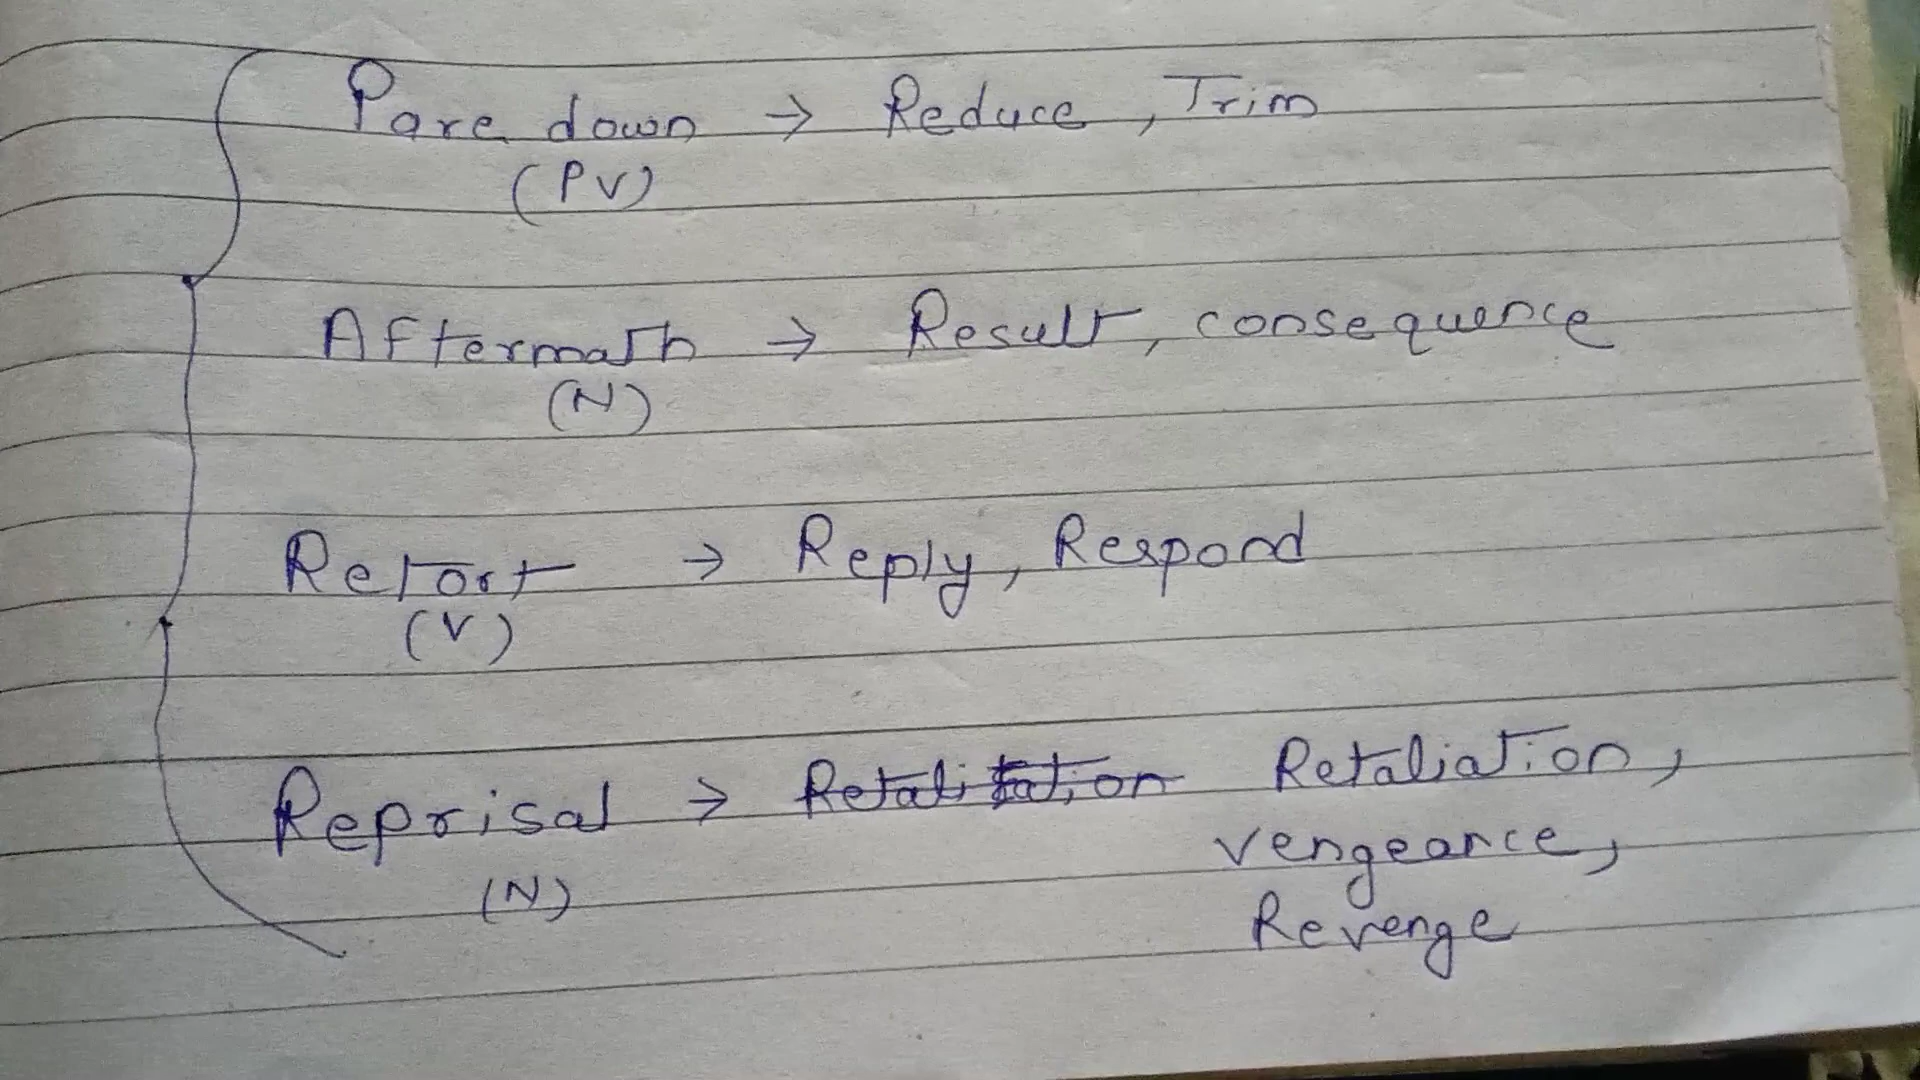 Pare down → Reduce, Trim
(PV)
Aftermath → Result, consequence
(N)
Retort → Reply, Respond
(V)
Reprisal → Retalitation Retaliation,
(N) vengeance,
Revenge